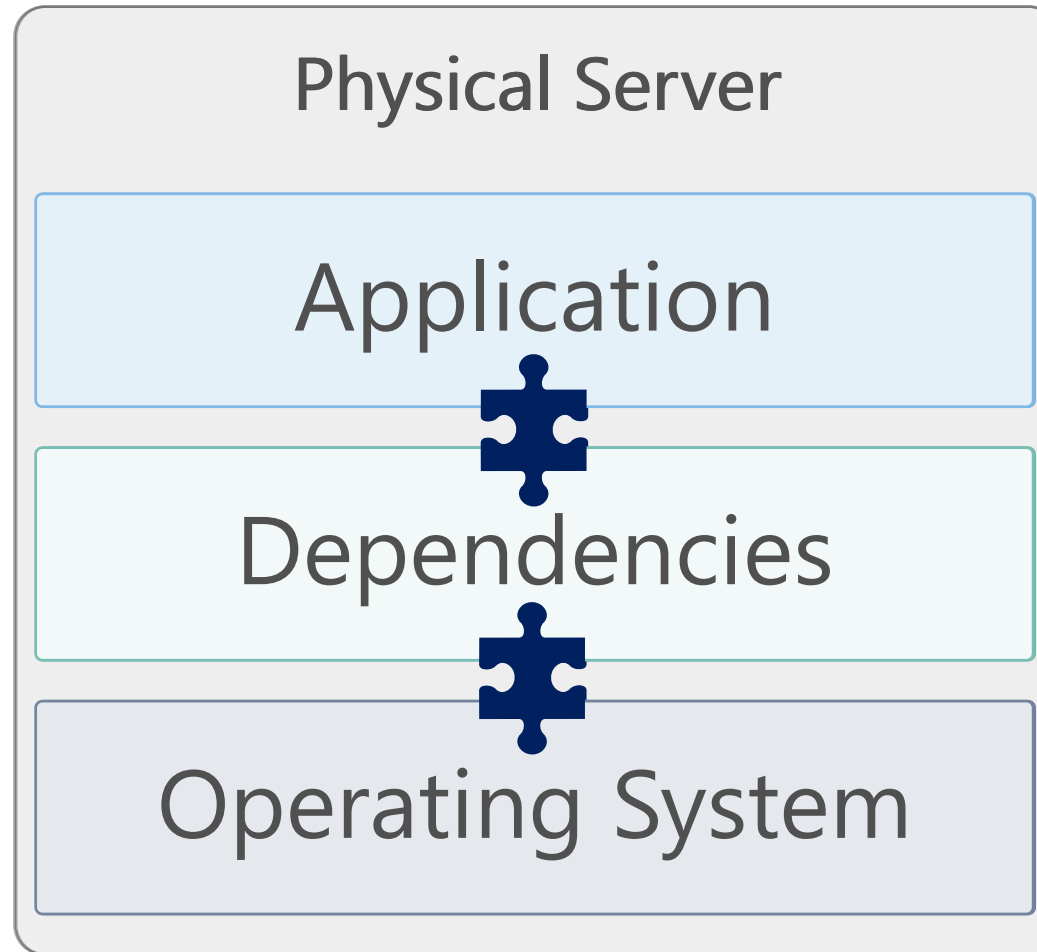 Physical Server
Application
Dependencies
Operating System